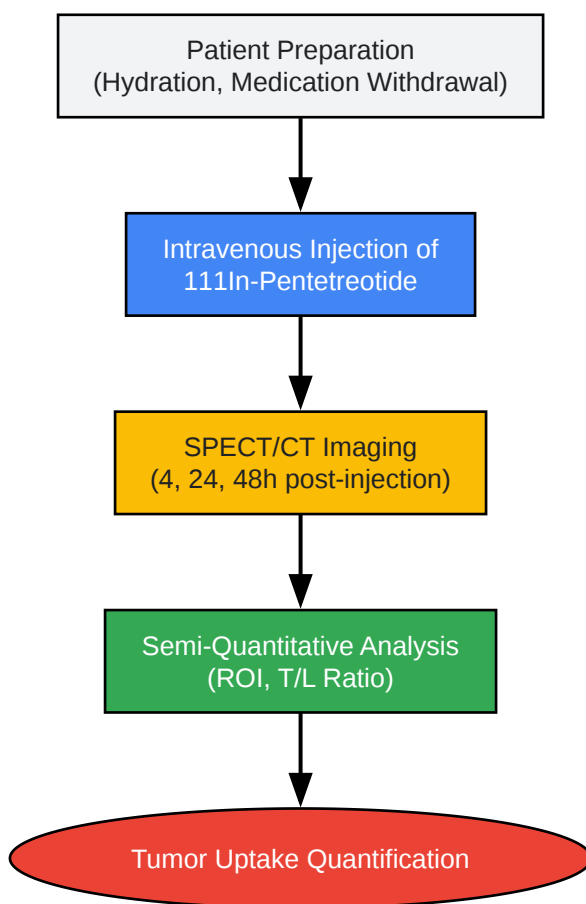 Patient Preparation
(Hydration, Medication Withdrawal)
Intravenous Injection of
111In-Pentetreotide
SPECT/CT Imaging
(4, 24, 48h post-injection)
Semi-Quantitative Analysis
(ROI, T/L Ratio)
Tumor Uptake Quantification